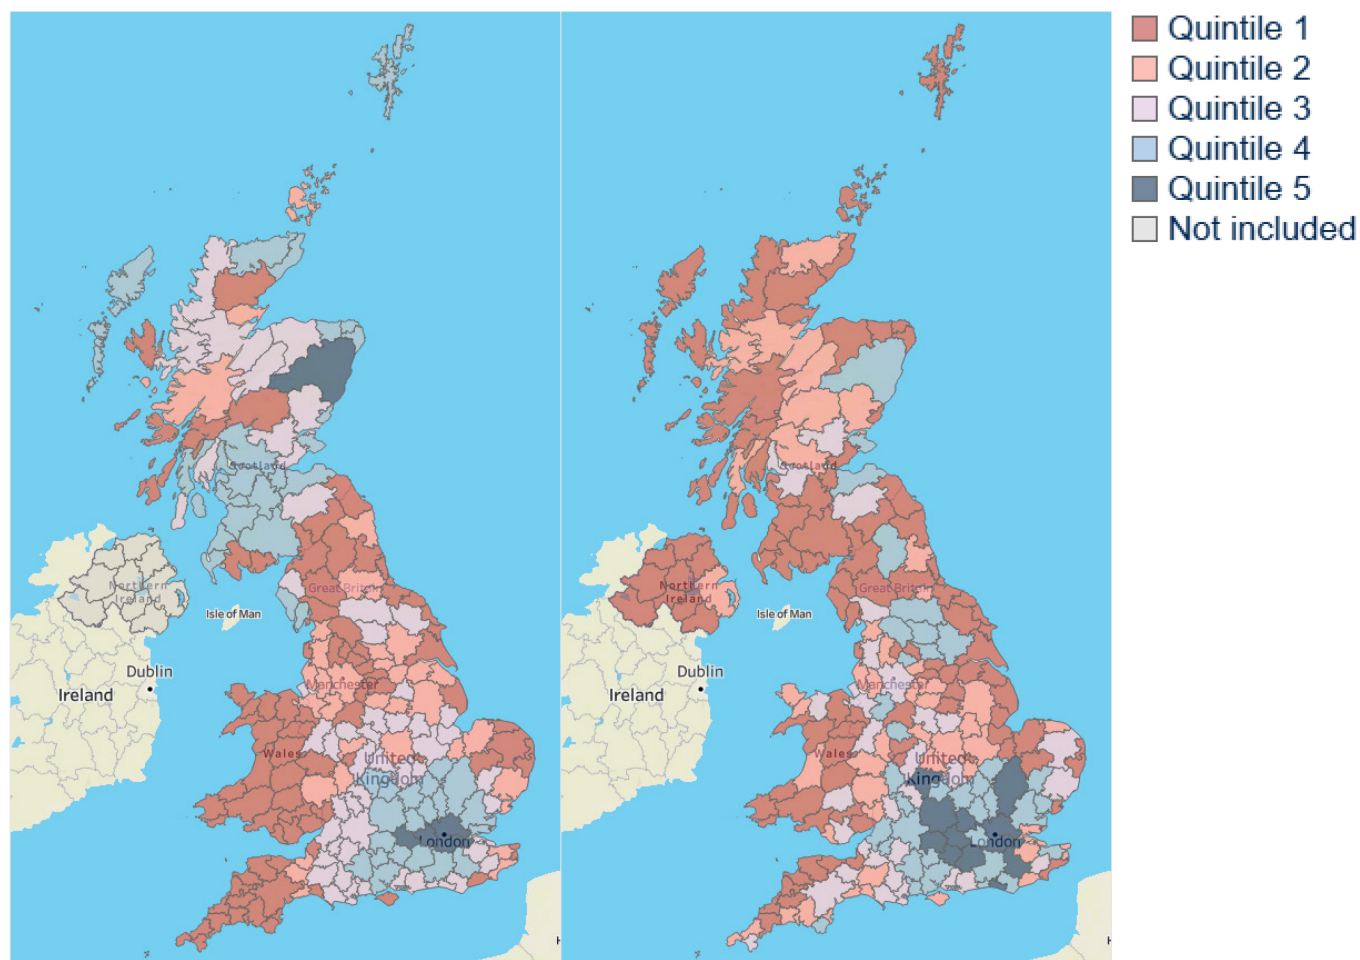 Quintile 1
Quintile 2
Quintile 3
Quintile 4
Quintile 5
Not included
Scotland
Northern
Ireland
Great Britain
Isle of Man
Dublin
Ireland
Manchester
Wales
United
Kingdom
London
H
Scotland
Northern
Ireland
Great Britain
Isle of Man
Dublin
Ireland
Manchester
Wales
United
Kingdom
London
H